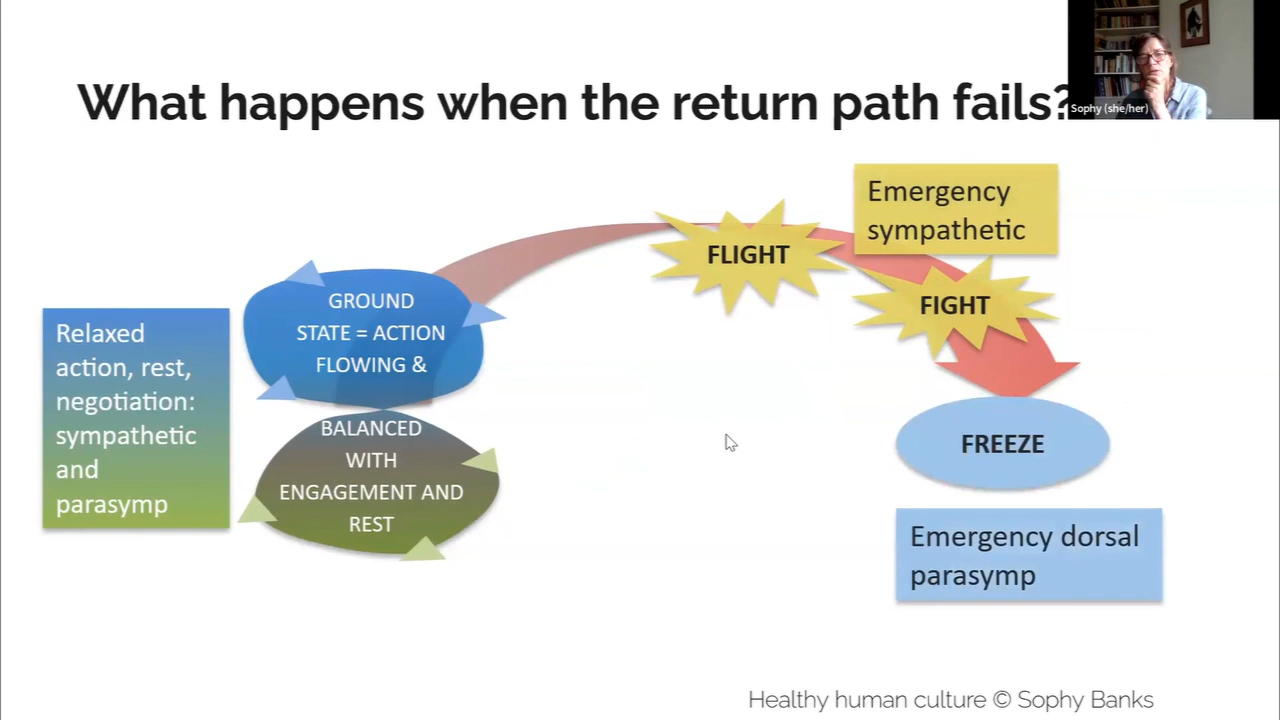 What happens when the return path fails?
Sophy (she/her)
Emergency
sympathetic
FLIGHT
FIGHT
GROUND
STATE = ACTION
FLOWING &
Relaxed
action, rest,
negotiation:
sympathetic
and
parasymp
BALANCED
WITH
ENGAGEMENT AND
REST
FREEZE
Emergency dorsal
parasymp
Healthy human culture © Sophy Banks